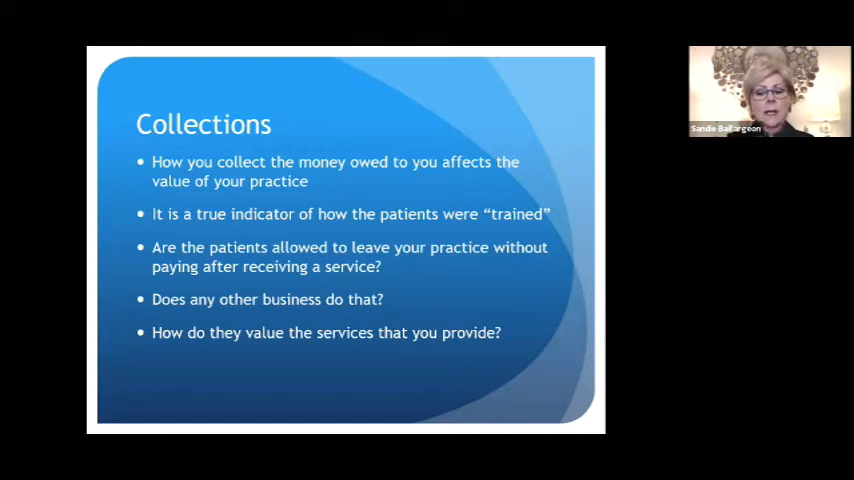 Collections
• How you collect the money owed to you affects the
value of your practice
• It is a true indicator of how the patients were “trained”
• Are the patients allowed to leave your practice without
paying after receiving a service?
• Does any other business do that?
• How do they value the services that you provide?
Sandie Baillargeon